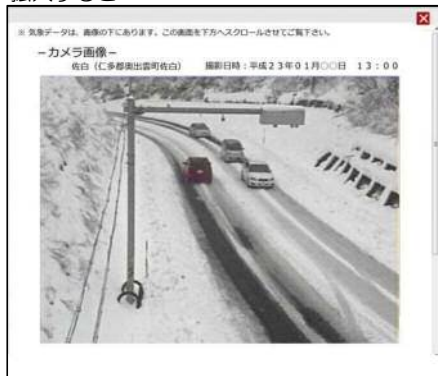 ※ 気象データは、画像の下にあります。この画面を下方へスクロールさせてご覧下さい。
－カメラ画像－
佐白（仁多郡奥出雲町佐白） 撮影日時：平成２３年０１月○○日 １３：００